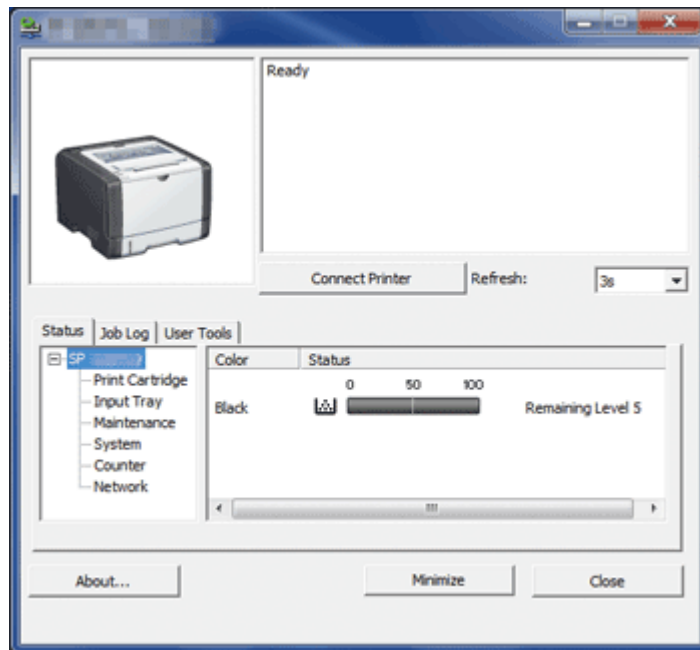 Ready
Connect Printer
Refresh:
3s
Status
Job Log
User Tools
SP
Print Cartridge
Input Tray
Maintenance
System
Counter
Network
Color
Status
0 50 100
Black
Remaining Level 5
About...
Minimize
Close